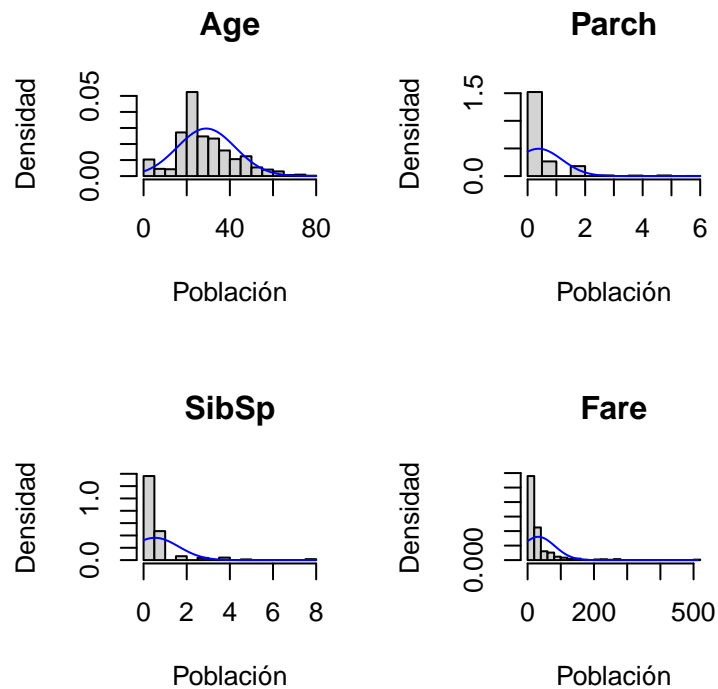 Age
Densidad
0.00
0.05
0
40
80
Población
Parch
Densidad
0.0
1.5
0
2
4
6
Población
SibSp
Densidad
0.0
1.0
0
2
4
6
8
Población
Fare
Densidad
0.000
0
200
500
Población